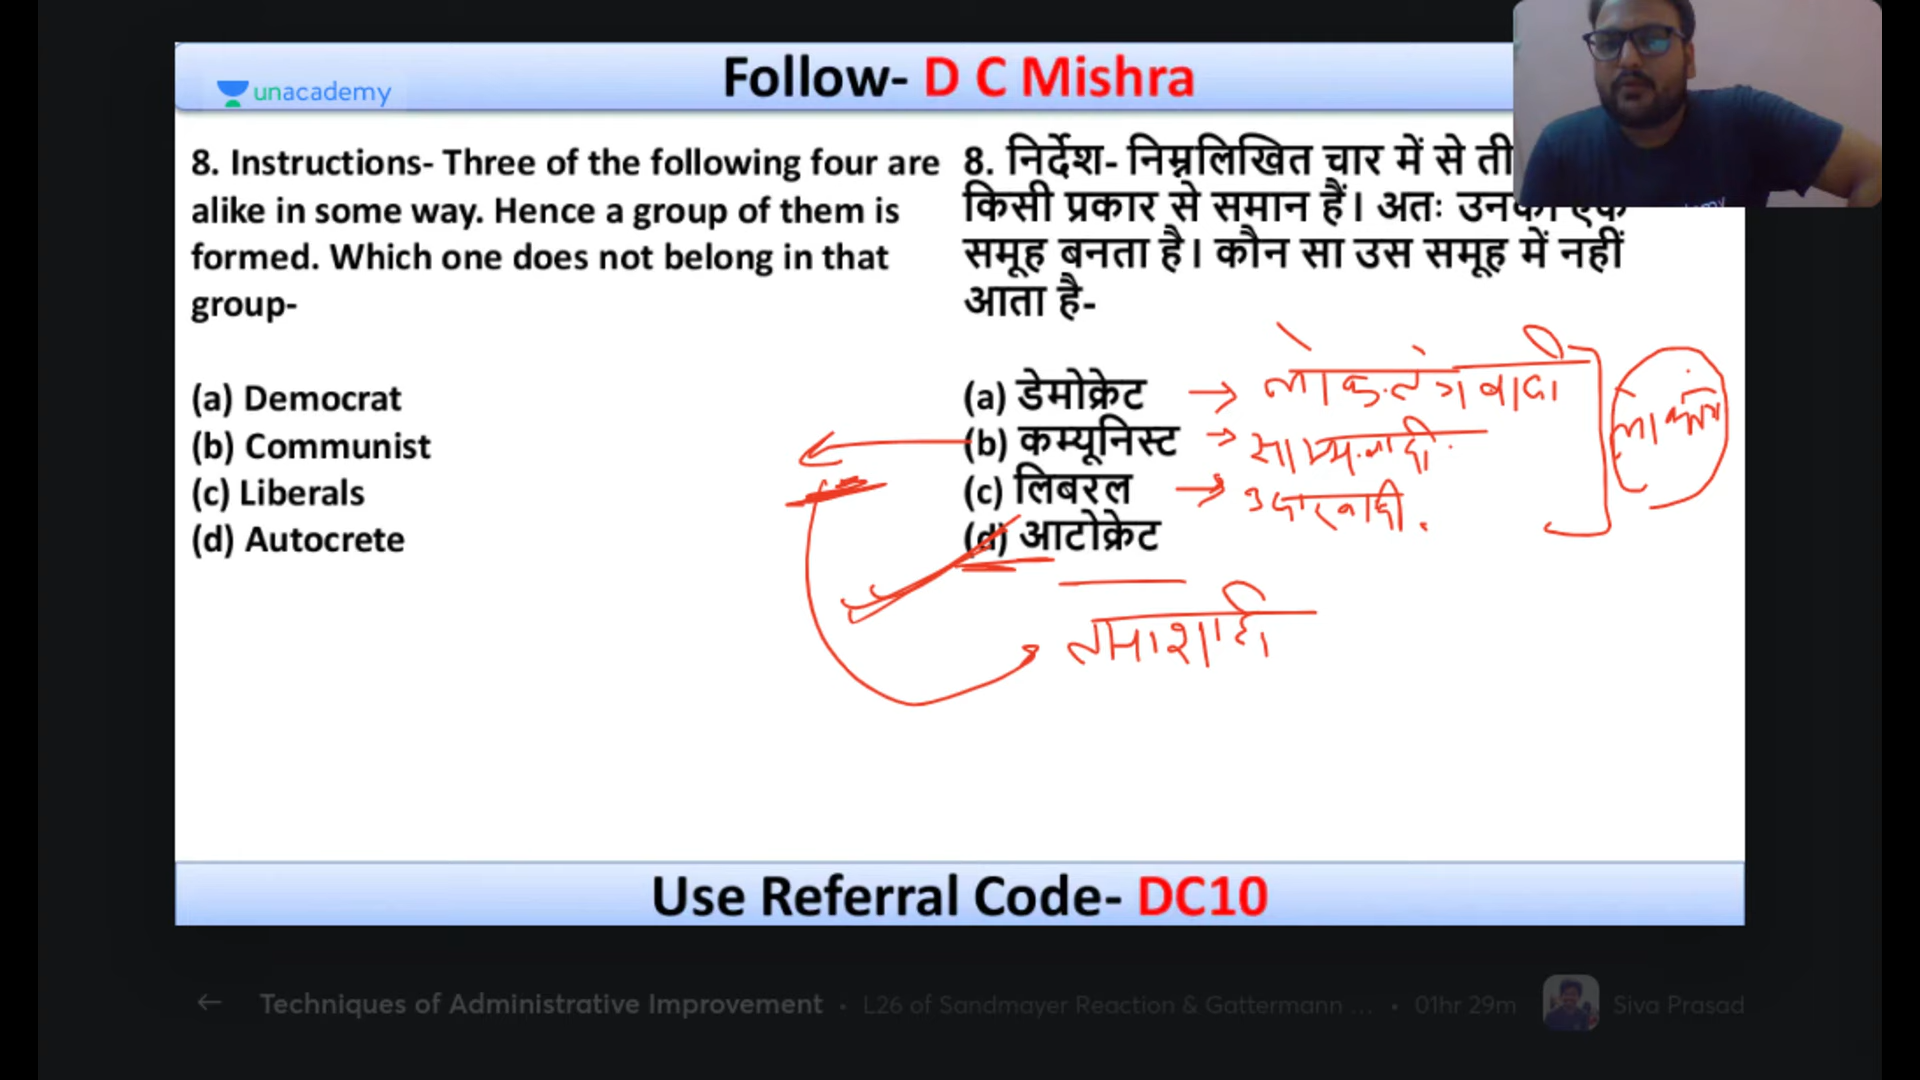 Follow- D C Mishra
unacademy
8. Instructions- Three of the following four are
alike in some way. Hence a group of them is
formed. Which one does not belong in that
group-
(a) Democrat
(b) Communist
(c) Liberals
(d) Autocrete
8. निर्देश- निम्नलिखित चार में से
किसी प्रकार से समान हैं। अतः उनका एक
समूह बनता है। कौन सा उस समूह में नहीं
आता है-
(a) डेमोक्रेट → लोकतंत्रवादी
(b) कम्यूनिस्ट → साम्यवादी
(c) लिबरल → उदारवादी
(d) आटोक्रेट
तानाशाही
Use Referral Code- DC10
Techniques of Administrative Improvement • L26 of Sandmayer Reaction & Gattermann ... • 01hr 29m Siva Prasad